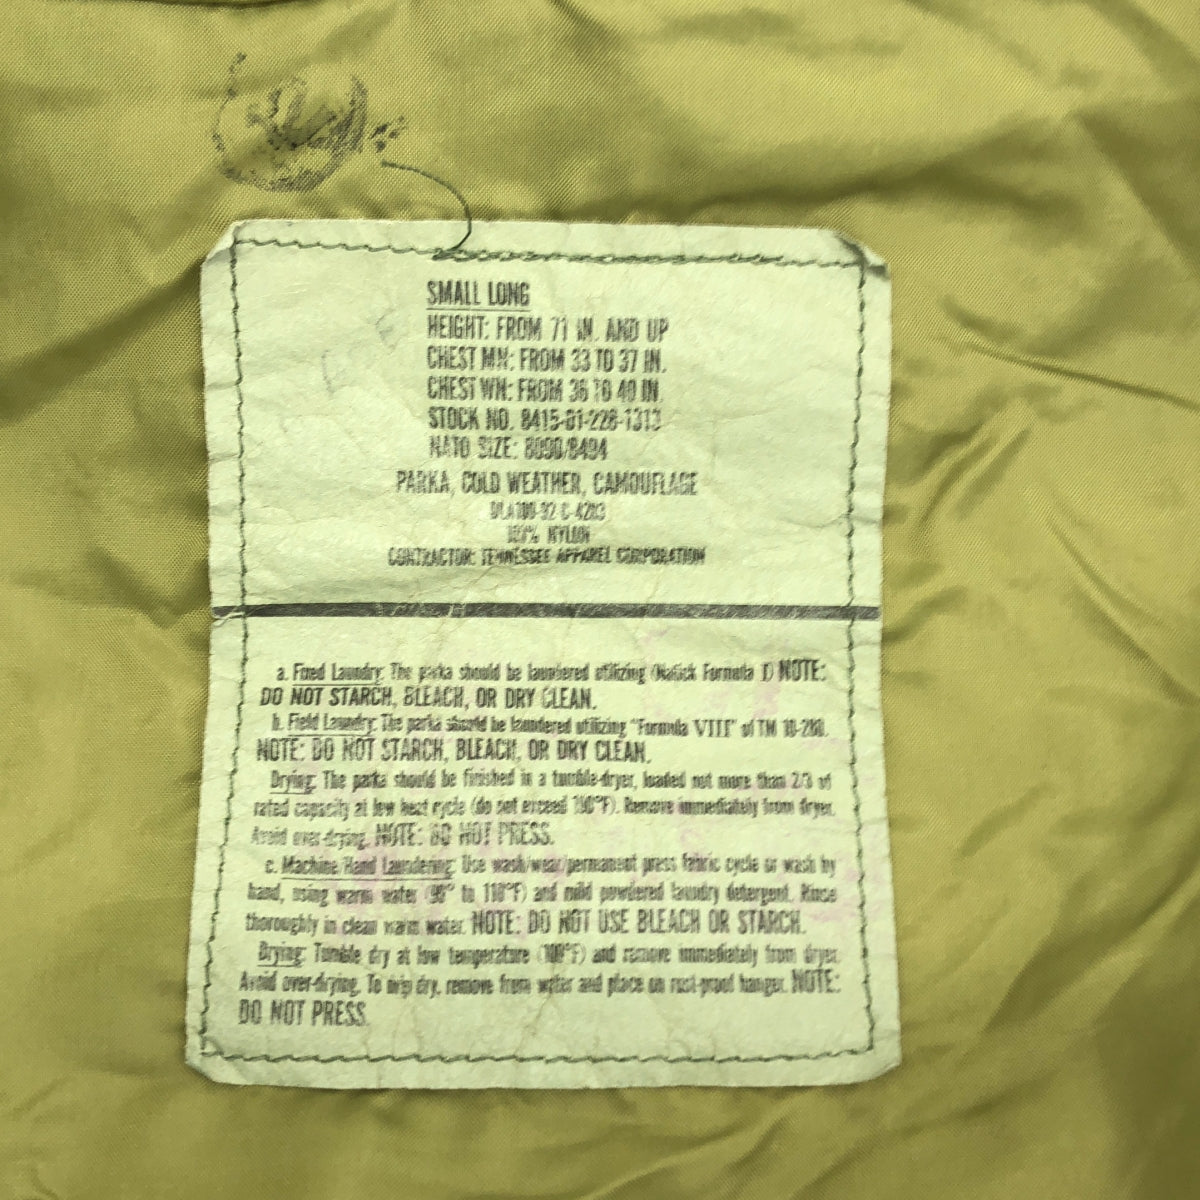 SMALL LONG
HEIGHT: FROM 71 IN. AND UP
CHEST MN: FROM 33 TO 37 IN.
CHEST WN: FROM 36 TO 40 IN.
STOCK NO. 8415-01-228-1313
NATO SIZE: 8090/8494
PARKA, COLD WEATHER, CAMOUFLAGE
100% NYLON
CONTRACTOR: TENNESSEE APPAREL CORPORATION
a. Fixed Laundry: The parka should be laundered utilizing (Natick Formula I) NOTE:
DO NOT STARCH, BLEACH, OR DRY CLEAN.
b. Field Laundry: The parka should be laundered utilizing "Formula VIII" of TM 10-280.
NOTE: DO NOT STARCH, BLEACH, OR DRY CLEAN.
Drying: The parka should be finished in a tumble-dryer, loaded not more than 2/3 of
rated capacity at low heat cycle (do not exceed Remove immediately from dryer.
Avoid over-drying. NOTE: DO NOT PRESS.
c. Machine/Hand Laundering: Use wash/wear/permanent press fabric cycle or wash by
hand, using warm water (90° to 110°F) and mild powdered laundry detergent. Rinse
thoroughly in clean warm water. NOTE: DO NOT USE BLEACH OR STARCH.
Drying: Tumble dry at low temperature and remove immediately from dryer.
Avoid over-drying. To drip dry, remove from water and place on rust-proof hanger. NOTE:
DO NOT PRESS.